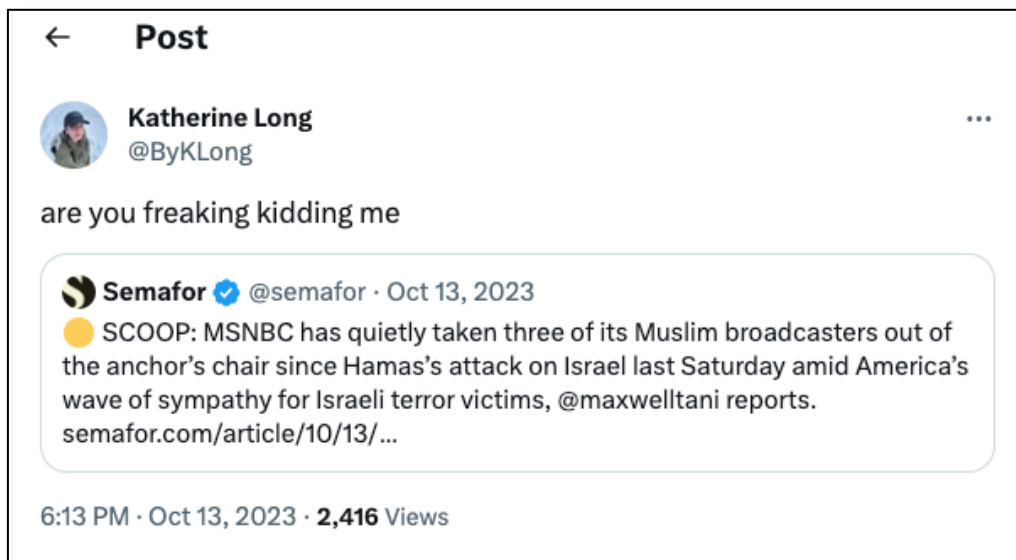 Post
Katherine Long
@ByKLong
are you freaking kidding me
Semafor @semafor · Oct 13, 2023
SCOOP: MSNBC has quietly taken three of its Muslim broadcasters out of
the anchor's chair since Hamas's attack on Israel last Saturday amid America's
wave of sympathy for Israeli terror victims, @maxwelltani reports.
semafor.com/article/10/13/...
6:13 PM · Oct 13, 2023 · 2,416 Views